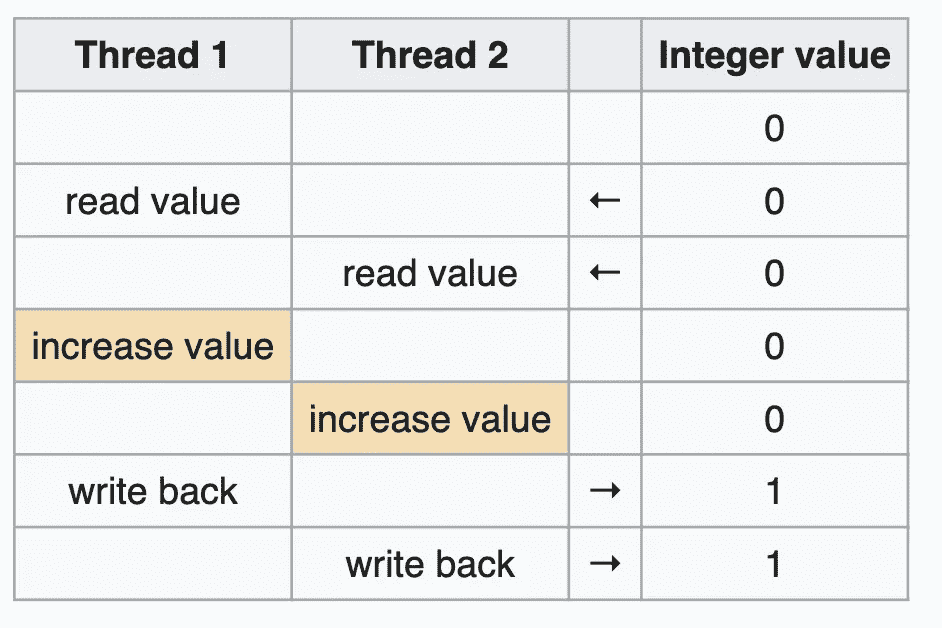 Thread 1 Thread 2 Integer value
0
read value ← 0
read value ← 0
increase value 0
increase value 0
write back → 1
write back → 1